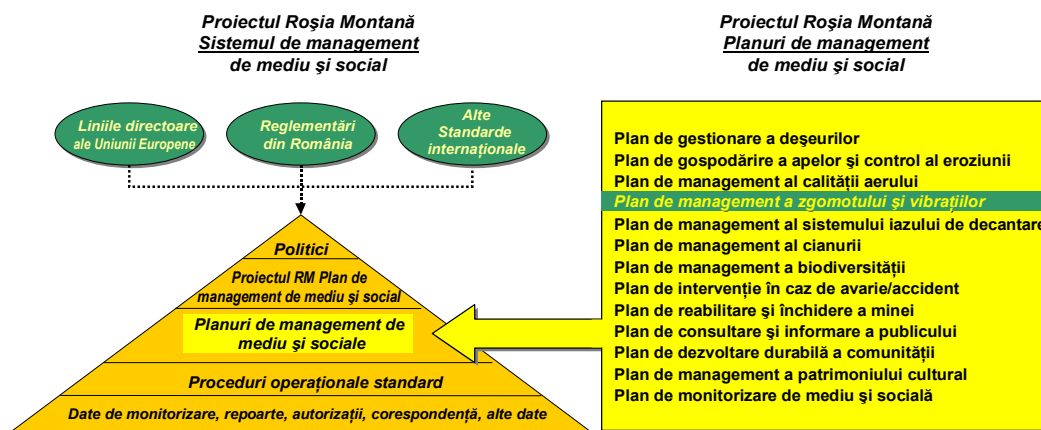 Proiectul Roşia Montană
Sistemul de management
de mediu şi social
Proiectul Roşia Montană
Planuri de management
de mediu şi social
Liniile directoare
ale Uniunii Europene
Reglementări
din România
Alte
Standarde
internaţionale
Politici
Proiectul RM Plan de
management de mediu şi social
Planuri de management de
mediu şi sociale
Proceduri operaţionale standard
Date de monitorizare, repoarte, autorizaţii, corespondenţă, alte date
Plan de gestionare a deşeurilor
Plan de gospodărire a apelor şi control al eroziunii
Plan de management al calităţii aerului
Plan de management a zgomotului şi vibraţiilor
Plan de management al sistemului iazului de decantare
Plan de management al cianurii
Plan de management a biodiversităţii
Plan de intervenţie în caz de avarie/accident
Plan de reabilitare şi închidere a minei
Plan de consultare şi informare a publicului
Plan de dezvoltare durabilă a comunităţii
Plan de management a patrimoniului cultural
Plan de monitorizare de mediu şi socială